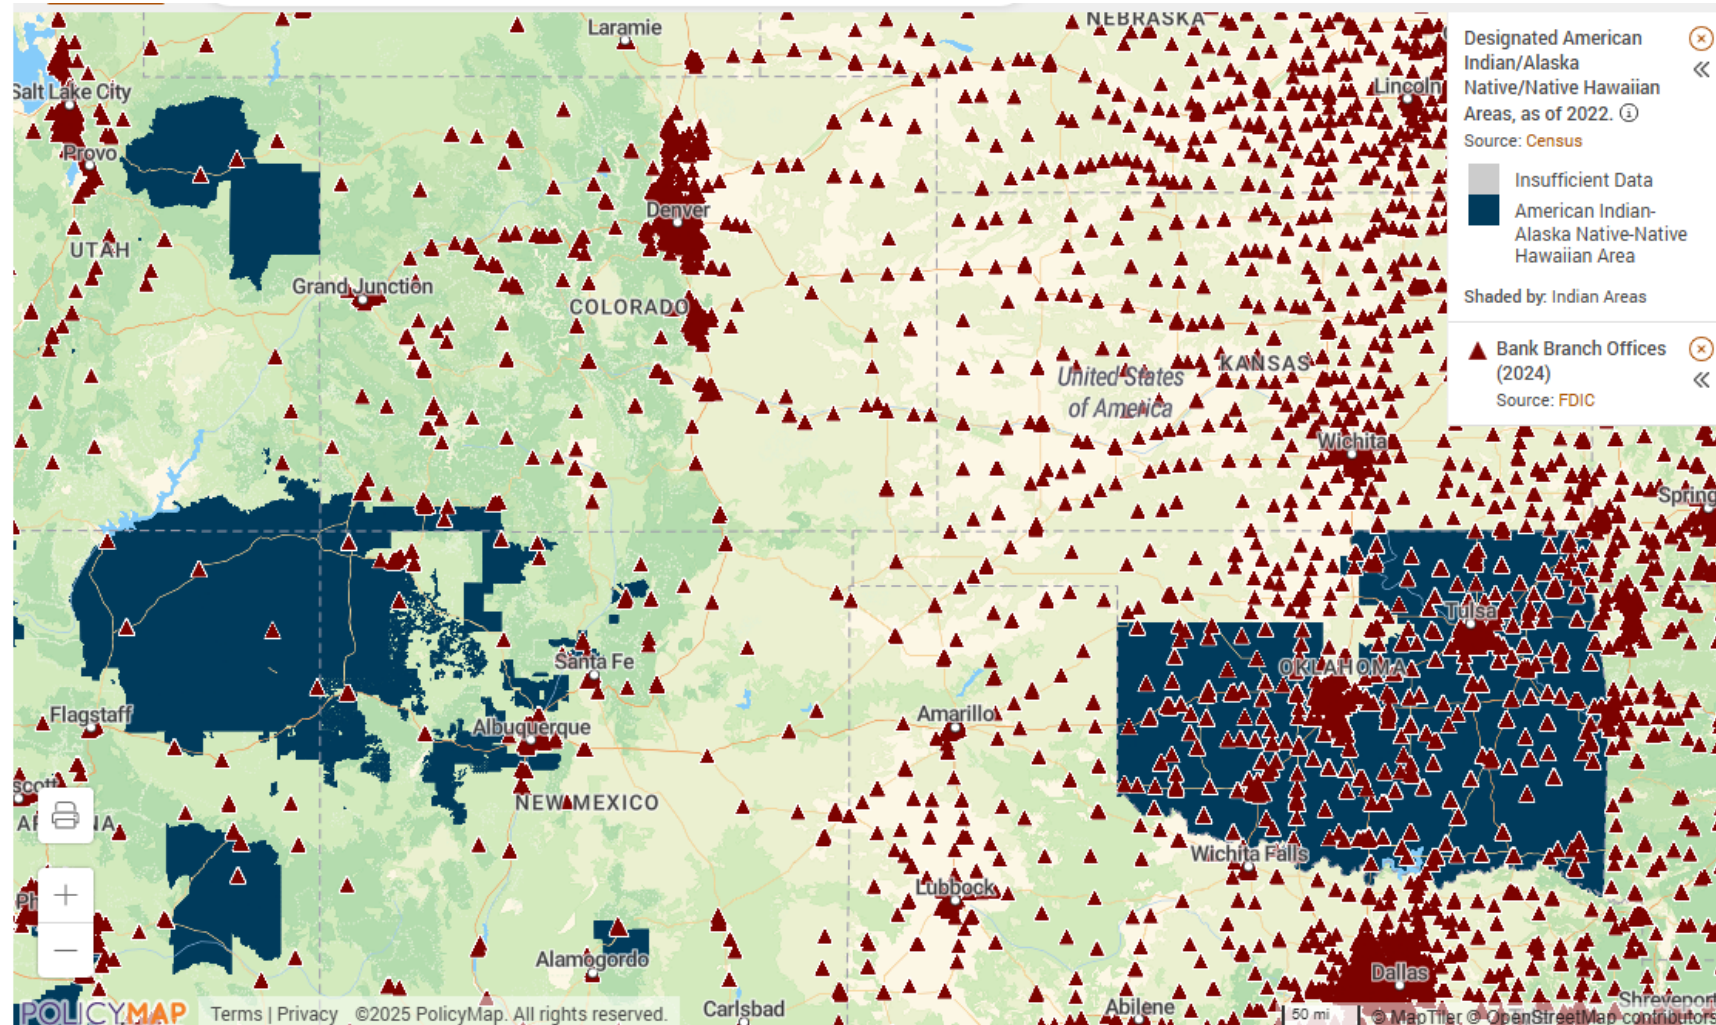 Laramie
NEBRASKA
Lincoln
Salt Lake City
Provo
Denver
UTAH
Grand Junction
COLORADO
United States
of America
KANSAS
Wichita
Spring
Tulsa
OKLAHOMA
Santa Fe
Flagstaff
Albuquerque
Amarillo
scott
NEW MEXICO
Wichita Falls
Lubbock
Ph
Alamogordo
Dallas
Carlsbad
Abilene
Shreveport
Designated American
Indian/Alaska
Native/Native Hawaiian
Areas, as of 2022.
Source: Census
Insufficient Data
American Indian-
Alaska Native-Native
Hawaiian Area
Shaded by: Indian Areas
Bank Branch Offices
(2024)
Source: FDIC
POLICYMAP
Terms | Privacy ©2025 PolicyMap. All rights reserved.
50 mi
© MapTiler © OpenStreetMap contributors